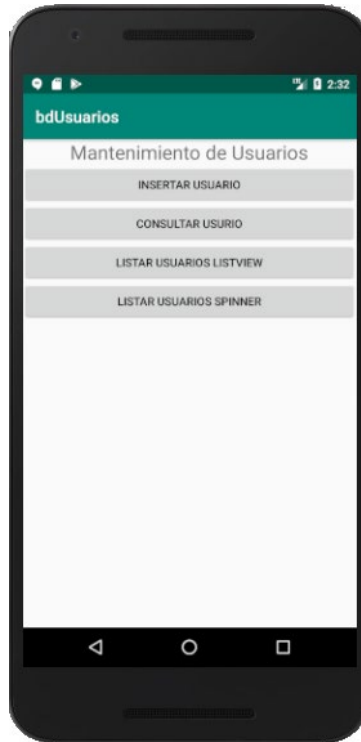 2:32
bdUsuarios
Mantenimiento de Usuarios
INSERTAR USUARIO
CONSULTAR USURIO
LISTAR USUARIOS LISTVIEW
LISTAR USUARIOS SPINNER